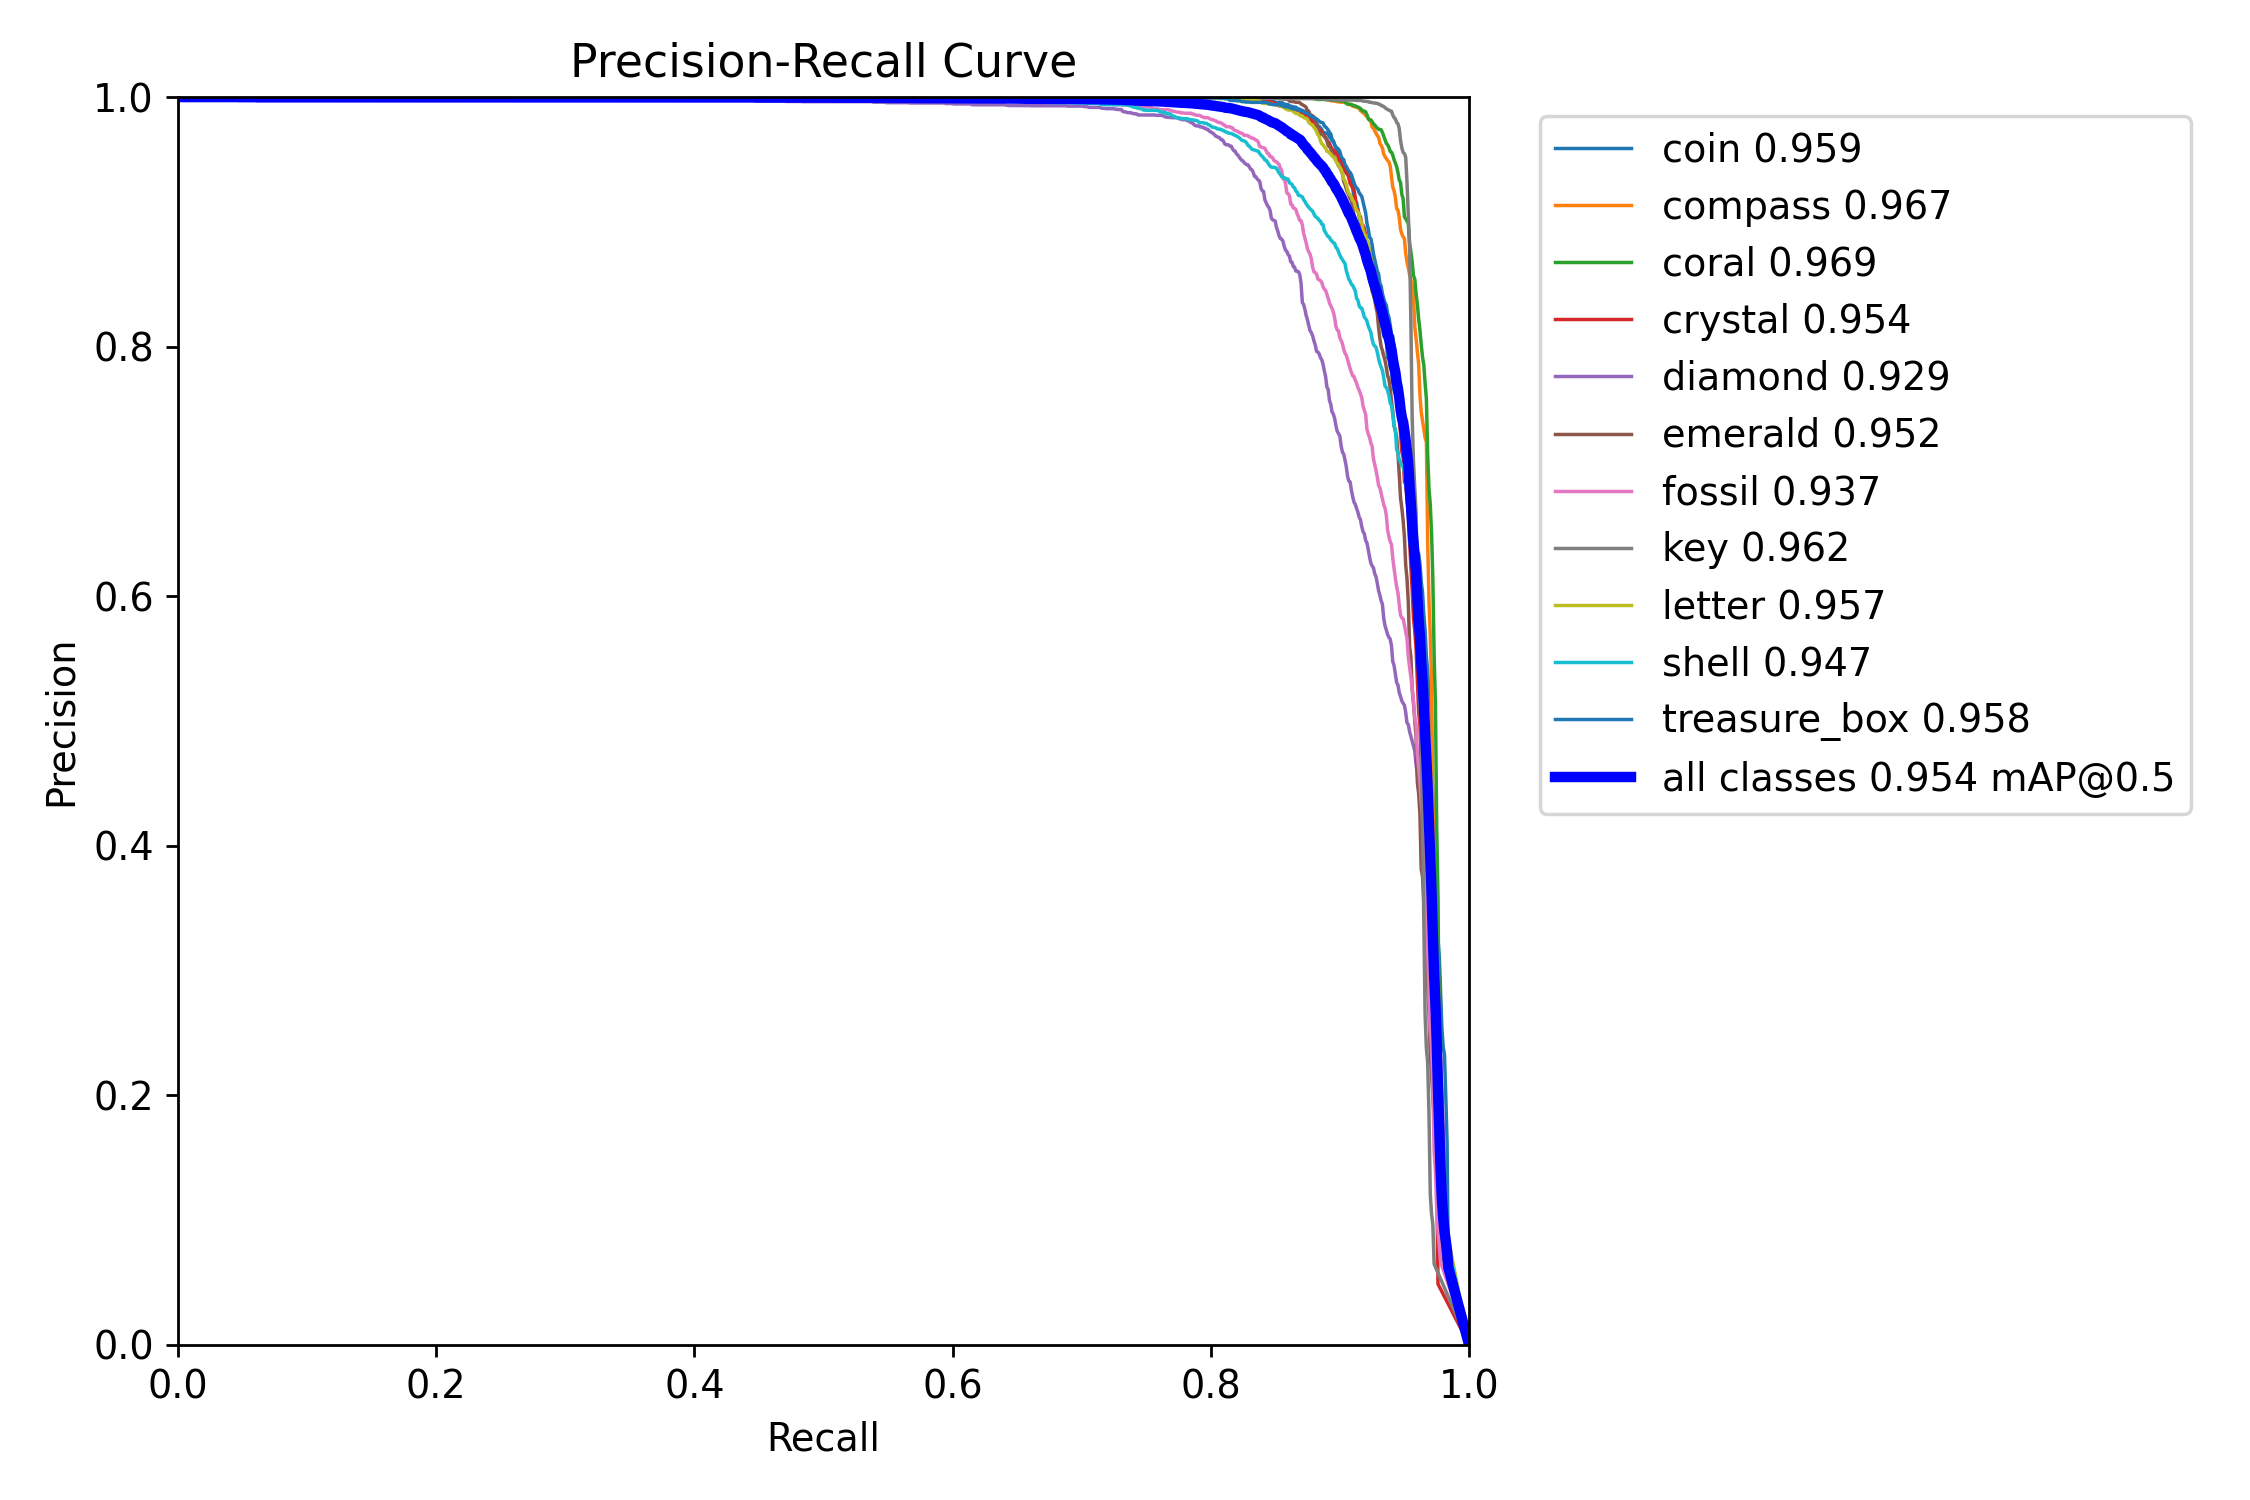 Precision-Recall Curve
1.0
0.8
0.6
0.4
0.2
0.0
Precision
0.0 0.2 0.4 0.6 0.8 1.0
Recall
coin 0.959
compass 0.967
coral 0.969
crystal 0.954
diamond 0.929
emerald 0.952
fossil 0.937
key 0.962
letter 0.957
shell 0.947
treasure_box 0.958
all classes 0.954 mAP@0.5